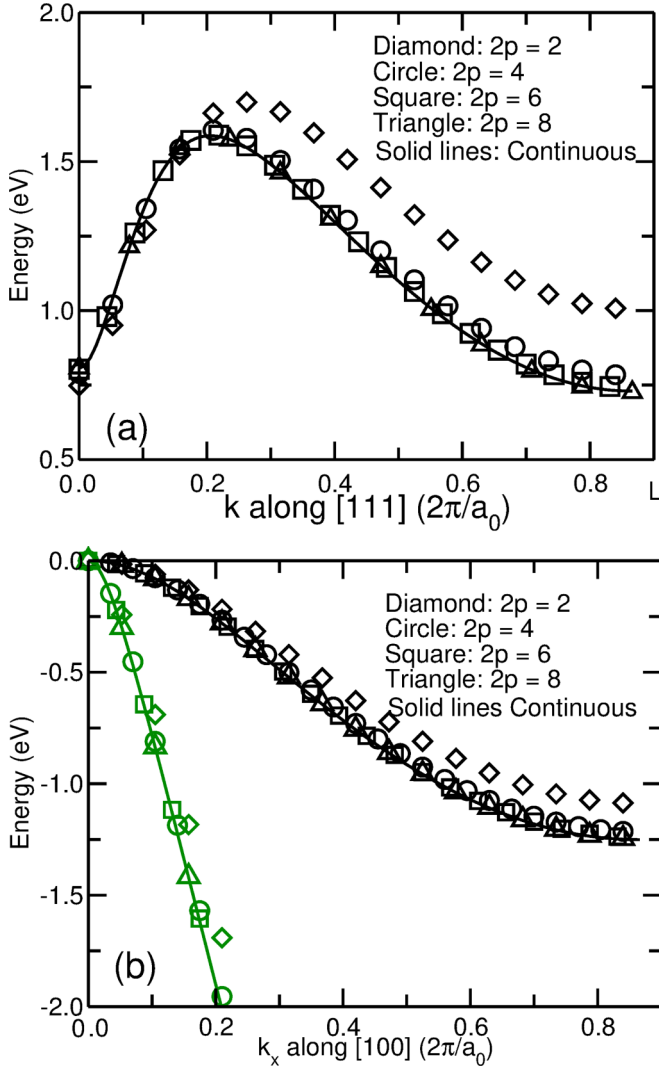 2.0
Diamond: 2p = 2
Circle: 2p = 4
Square: 2p = 6
Triangle: 2p = 8
Solid lines: Continuous
1.5
Energy (eV)
1.0
(a)
0.5
0.0 0.2 0.4 0.6 0.8 L
k along [111] (2π/a0)
0.0
Diamond: 2p = 2
Circle: 2p = 4
Square: 2p = 6
Triangle: 2p = 8
Solid lines Continuous
-0.5
Energy (eV)
-1.0
-1.5
(b)
-2.0
0.0 0.2 0.4 0.6 0.8
kx along [100] (2π/a0)